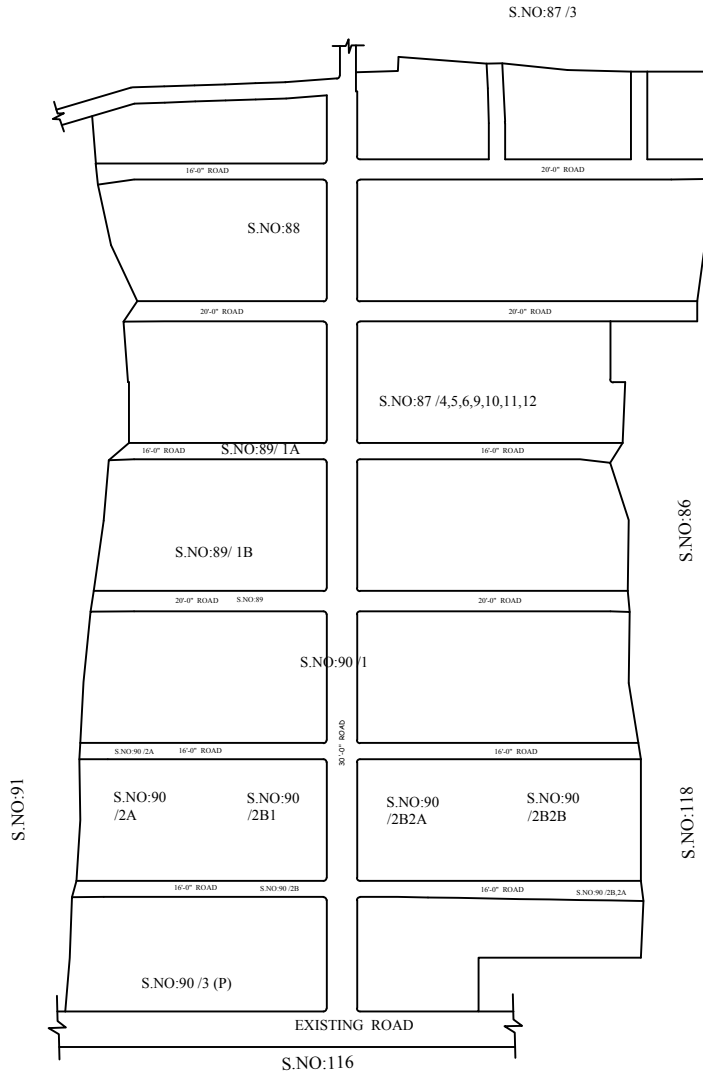 S.NO:87 /3
16'-0" ROAD
20'-0" ROAD
S.NO:88
20'-0" ROAD
20'-0" ROAD
S.NO:87 /4,5,6,9,10,11,12
16'-0" ROAD
S.NO:89/ 1A
16'-0" ROAD
S.NO:86
S.NO:89/ 1B
20'-0" ROAD
S.NO:89
20'-0" ROAD
S.NO:90 /1
30'-0" ROAD
S.NO:90 /2A
16'-0" ROAD
16'-0" ROAD
S.NO:91
S.NO:90
/2A
S.NO:90
/2B1
S.NO:90
/2B2A
S.NO:90
/2B2B
S.NO:118
16'-0" ROAD
S.NO:90 /2B
16'-0" ROAD
S.NO:90 /2B,2A
S.NO:90 /3 (P)
EXISTING ROAD
S.NO:116